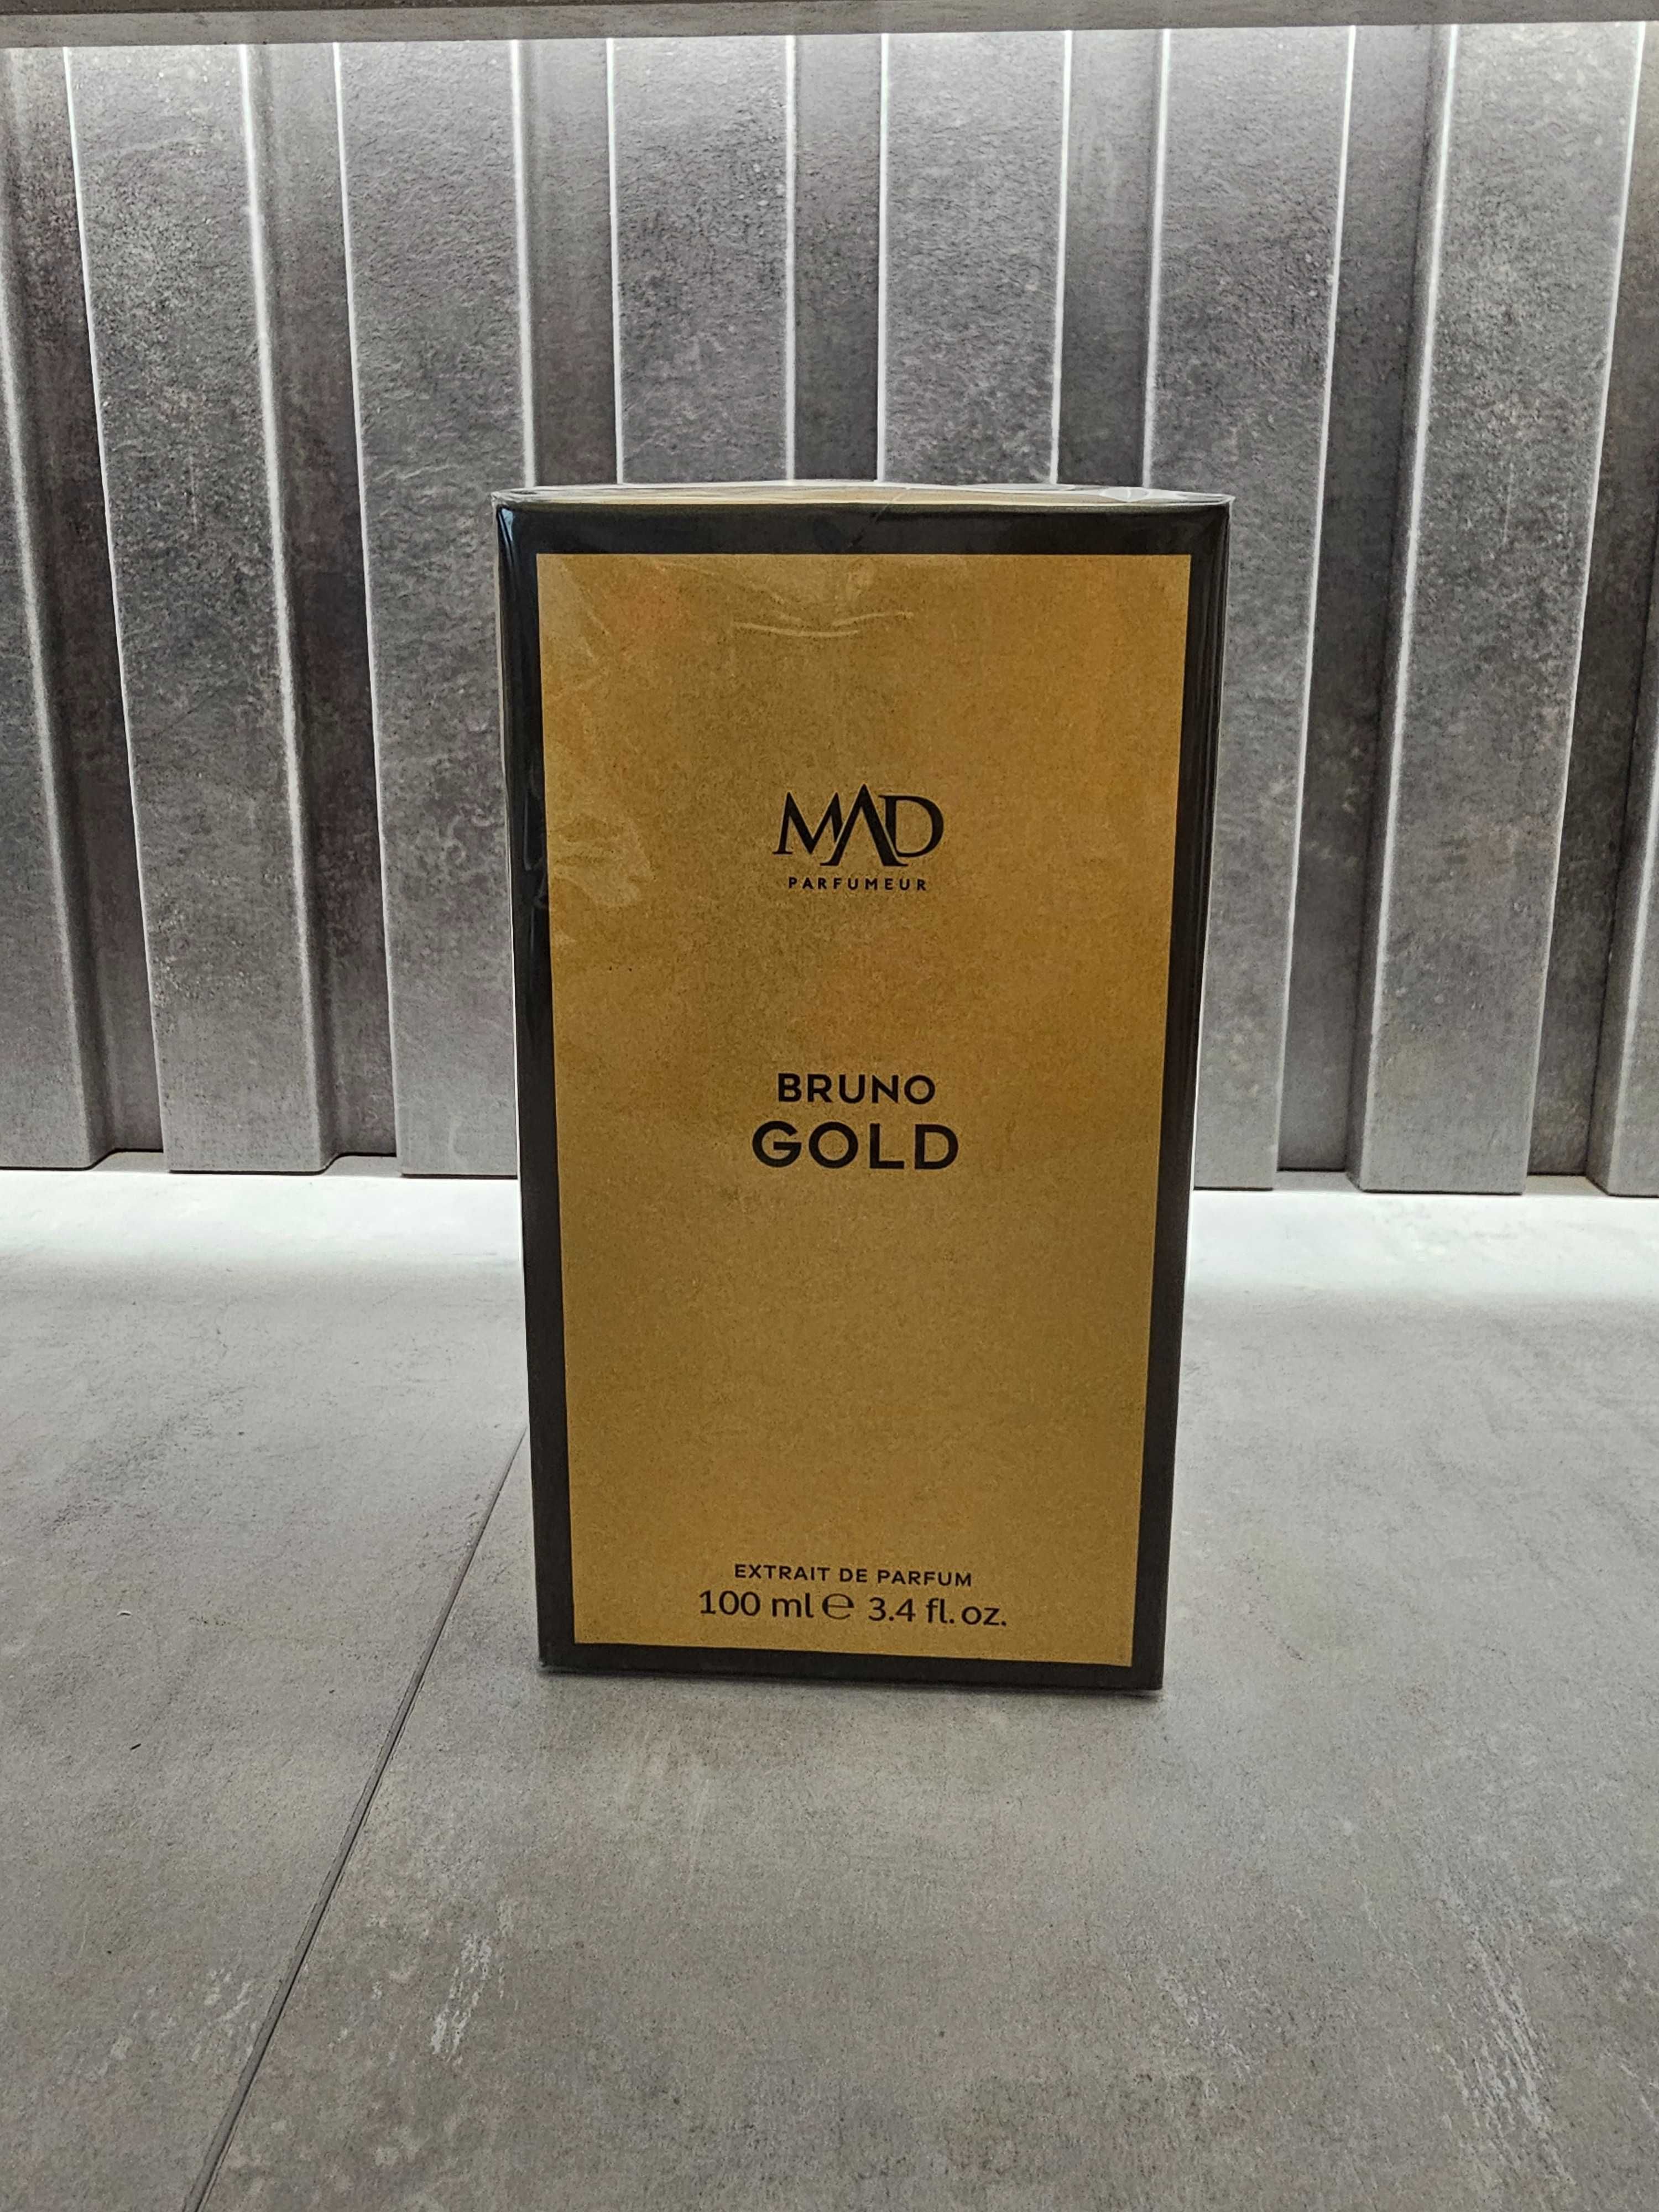 MAD
PARFUMEUR
BRUNO
GOLD
EXTRAIT DE PARFUM
100 ml ℮ 3.4 fl. oz.